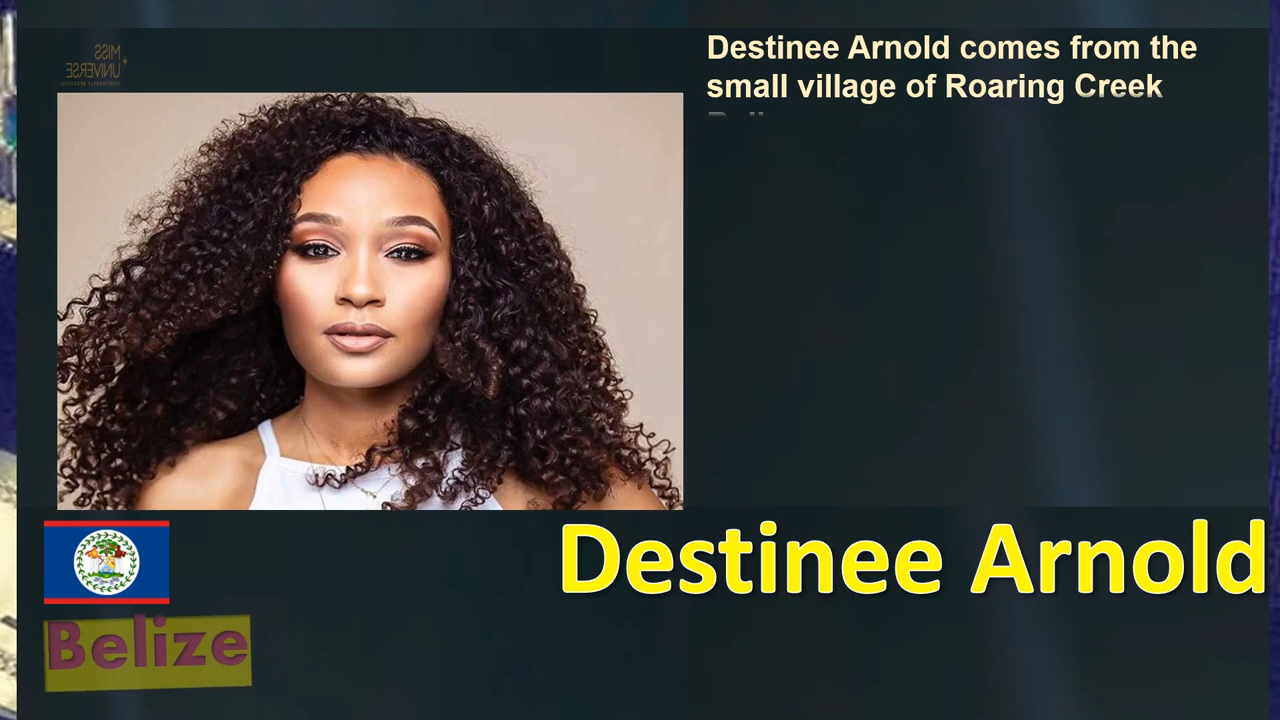 MISS
UNIVERSE
Destinee Arnold comes from the
small village of Roaring Creek
Destinee Arnold
Belize